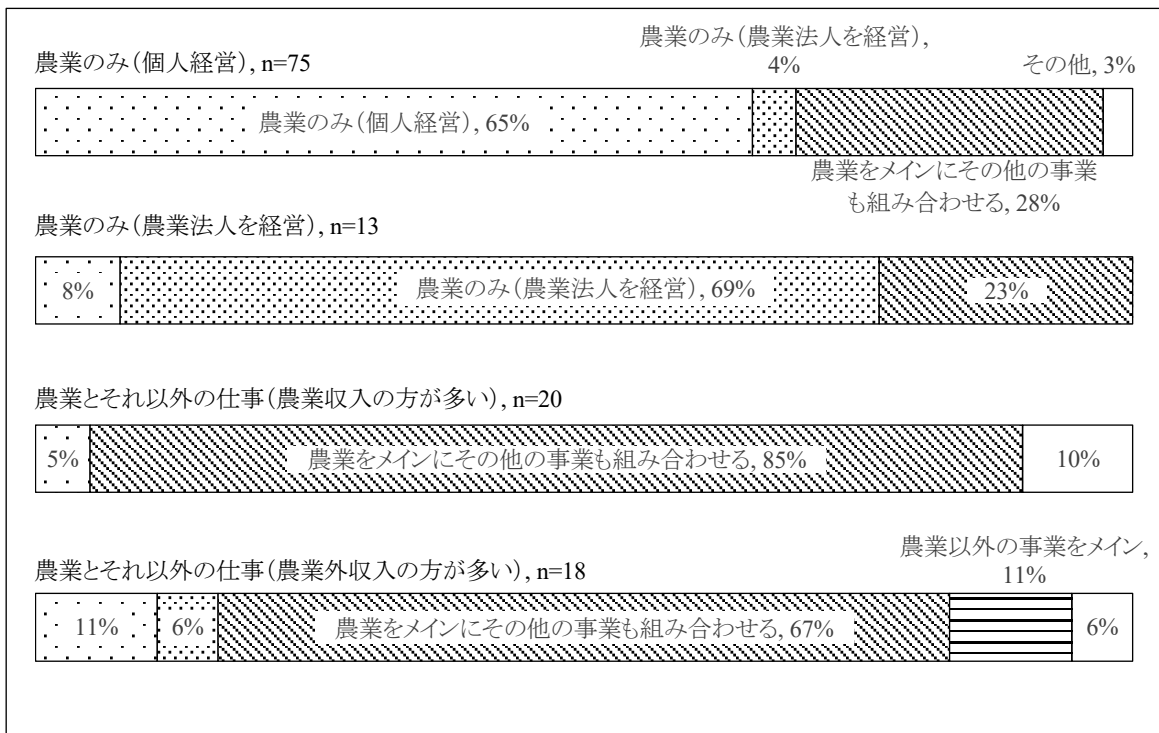 農業のみ(農業法人を経営),
4%
農業のみ(個人経営), n=75
その他, 3%
農業のみ(個人経営), 65%
農業をメインにその他の事業
も組み合わせる, 28%
農業のみ(農業法人を経営), n=13
8%
農業のみ(農業法人を経営), 69%
23%
農業とそれ以外の仕事(農業収入の方が多い), n=20
5%
農業をメインにその他の事業も組み合わせる, 85%
10%
農業以外の事業をメイン,
11%
農業とそれ以外の仕事(農業外収入の方が多い), n=18
11%
6%
農業をメインにその他の事業も組み合わせる, 67%
6%